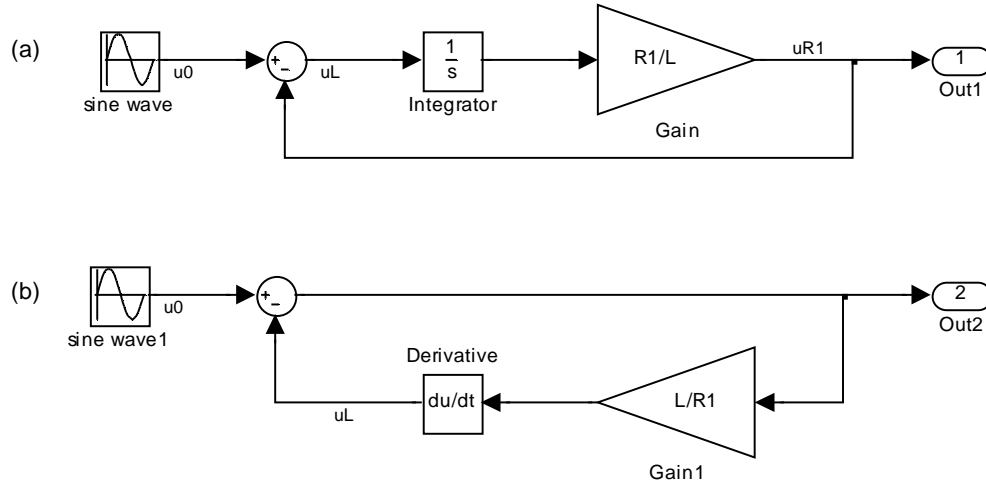 (a)
sine wave
u0
+
-
uL
1
s
Integrator
R1/L
Gain
uR1
1
Out1
(b)
sine wave1
u0
+
-
uL
Derivative
du/dt
L/R1
Gain1
2
Out2